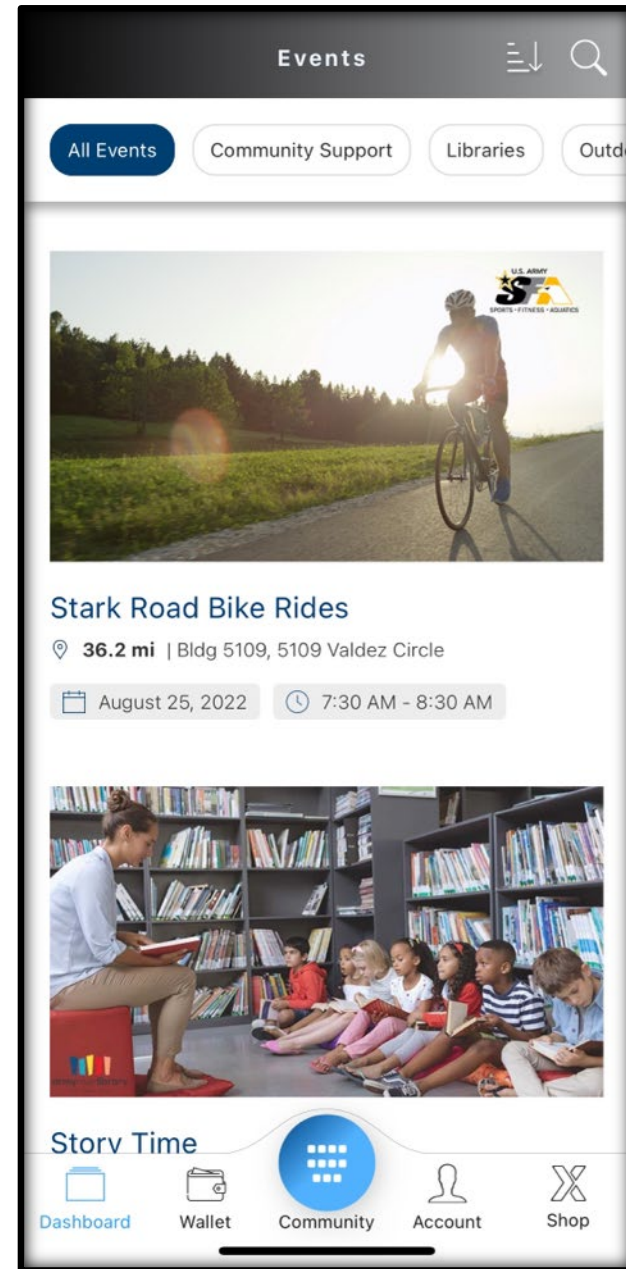 Events
All Events
Community Support
Libraries
Outd
U.S. ARMY
SFA
SPORTS • FITNESS • AQUATICS
Stark Road Bike Rides
36.2 mi | Bldg 5109, 5109 Valdez Circle
August 25, 2022
7:30 AM - 8:30 AM
Story Time
Dashboard
Wallet
Community
Account
Shop